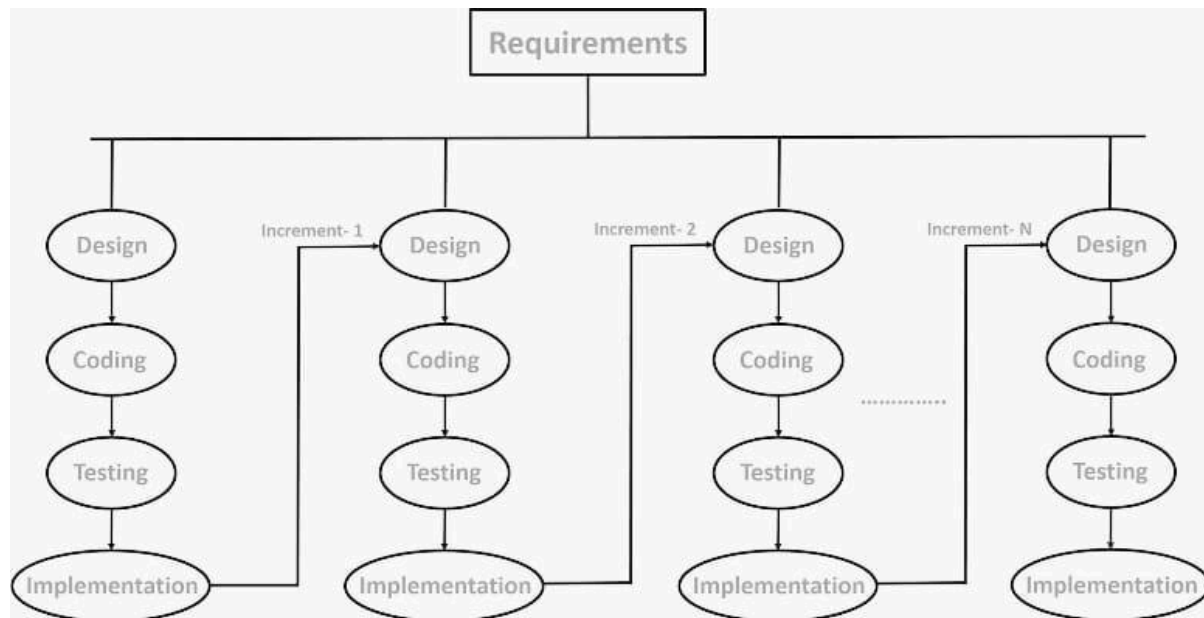 Requirements
Increment- 1
Increment- 2
Increment- N
Design
Design
Design
Design
Coding
Coding
Coding
Coding
..............
Testing
Testing
Testing
Testing
Implementation
Implementation
Implementation
Implementation